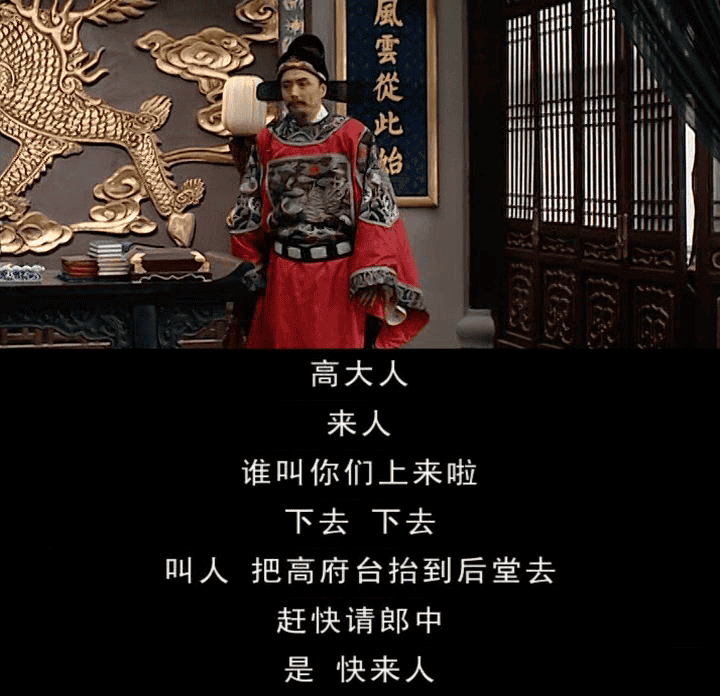 風雲從此始
高大人
来人
谁叫你们上来啦
下去 下去
叫人 把高府台抬到后堂去
赶快请郎中
是 快来人